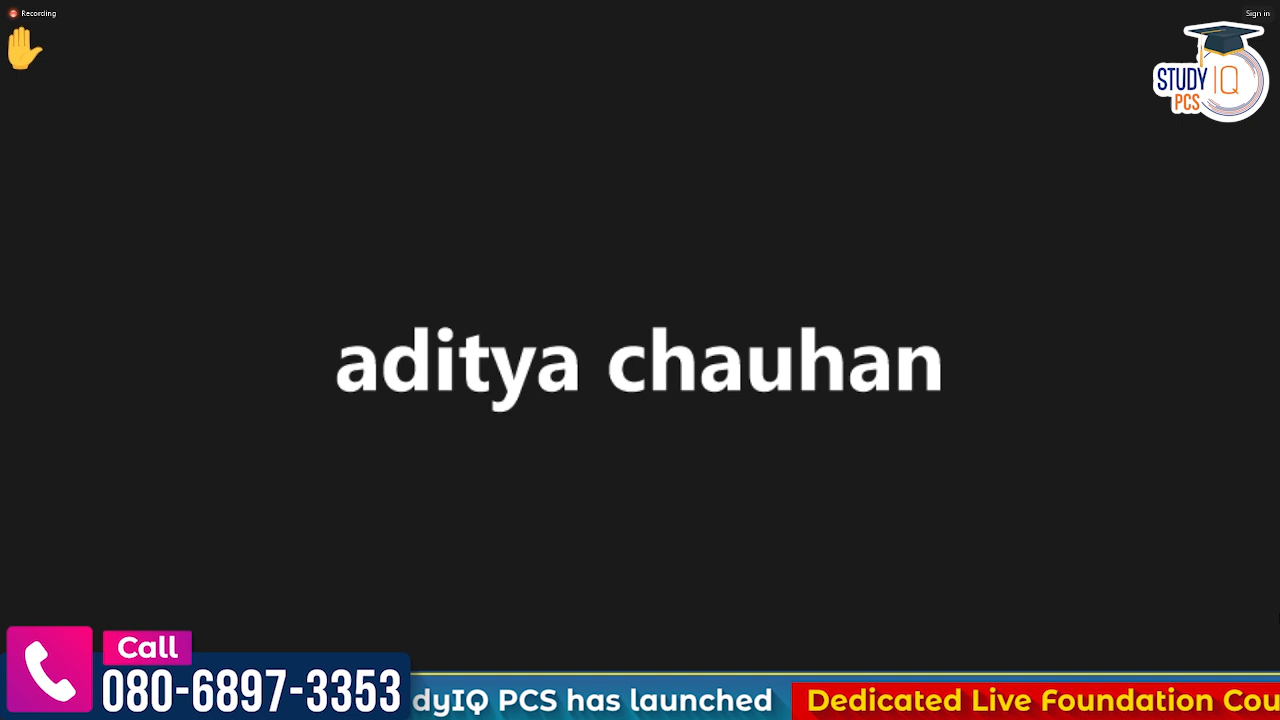 Recording
Sign in
STUDY IQ
PCS
aditya chauhan
Call
080-6897-3353
dyIQ PCS has launched
Dedicated Live Foundation Cou